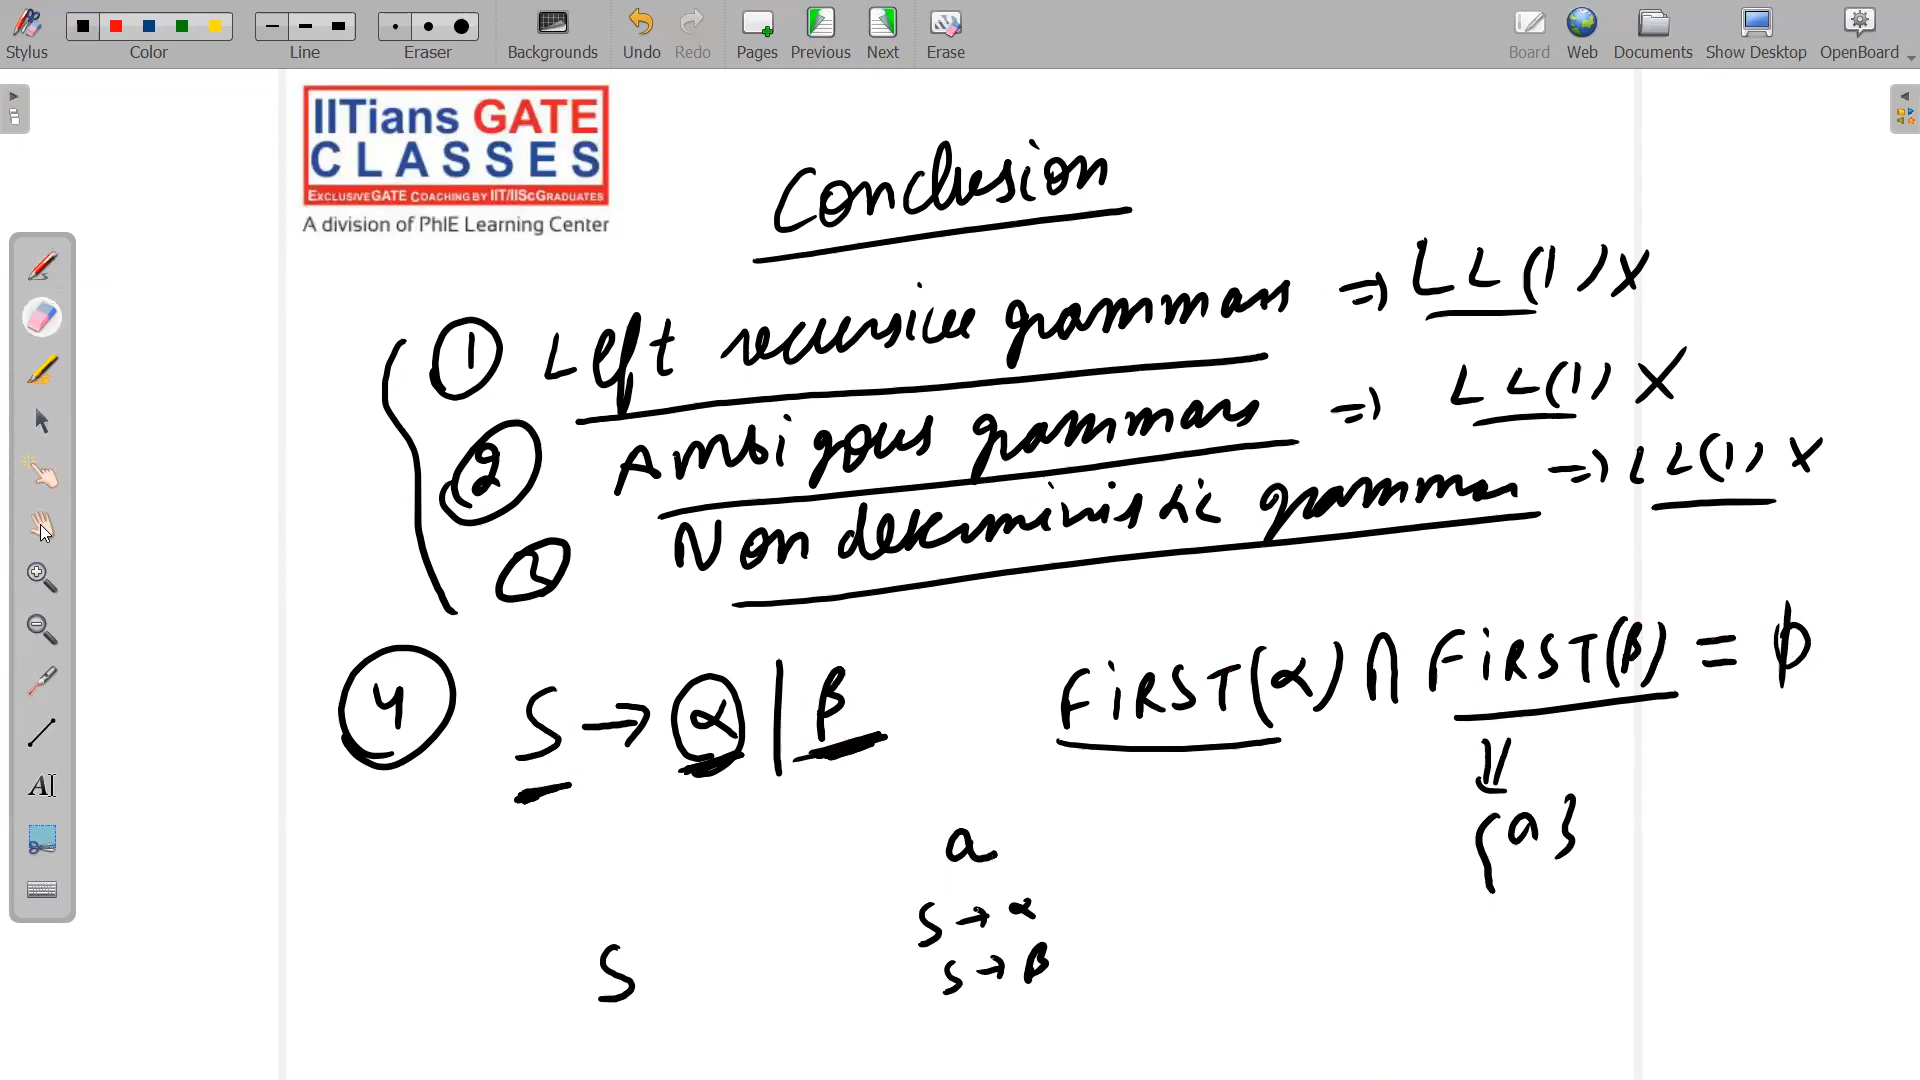 Stylus Color Line Eraser Backgrounds Undo Redo Pages Previous Next Erase Board Web Documents Show Desktop OpenBoard
IITians GATE
CLASSES
EXCLUSIVE GATE COACHING BY IIT/IISc GRADUATES
A division of PhIE Learning Center
Conclusion
① Left recursive grammars ⇒ LL(1) X
② Ambigous grammars ⇒ LL(1) X
③ Non deterministic grammar ⇒ LL(1) X
④ S → α | β FiRST(α) ∩ FiRST(β) = ϕ
⇓
{a}
a
S → α
S → β
S
AI